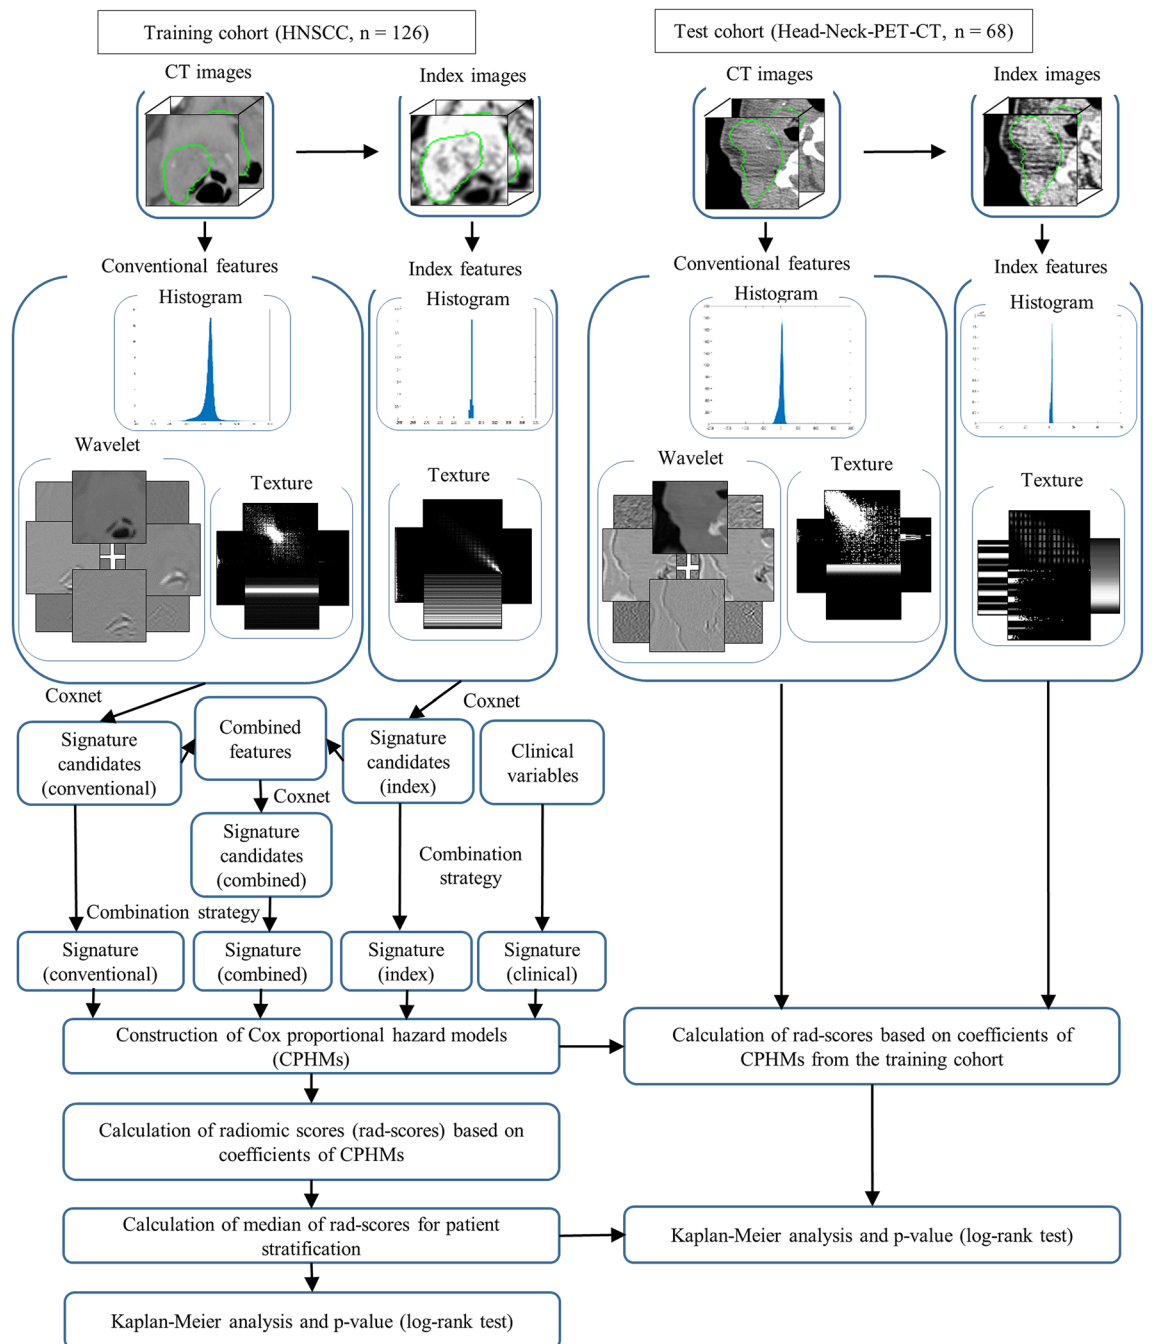 Training cohort (HNSCC, n = 126)
Test cohort (Head-Neck-PET-CT, n = 68)
CT images
Index images
CT images
Index images
Conventional features
Index features
Conventional features
Index features
Histogram
Histogram
Histogram
Histogram
Wavelet
Texture
Texture
Wavelet
Texture
Texture
Coxnet
Coxnet
Signature
candidates
(conventional)
Combined
features
Signature
candidates
(index)
Clinical
variables
Coxnet
Signature
candidates
(combined)
Combination
strategy
Combination strategy
Signature
(conventional)
Signature
(combined)
Signature
(index)
Signature
(clinical)
Construction of Cox proportional hazard models
(CPHMs)
Calculation of rad-scores based on coefficients of
CPHMs from the training cohort
Calculation of radiomic scores (rad-scores) based on
coefficients of CPHMs
Calculation of median of rad-scores for patient
stratification
Kaplan-Meier analysis and p-value (log-rank test)
Kaplan-Meier analysis and p-value (log-rank test)